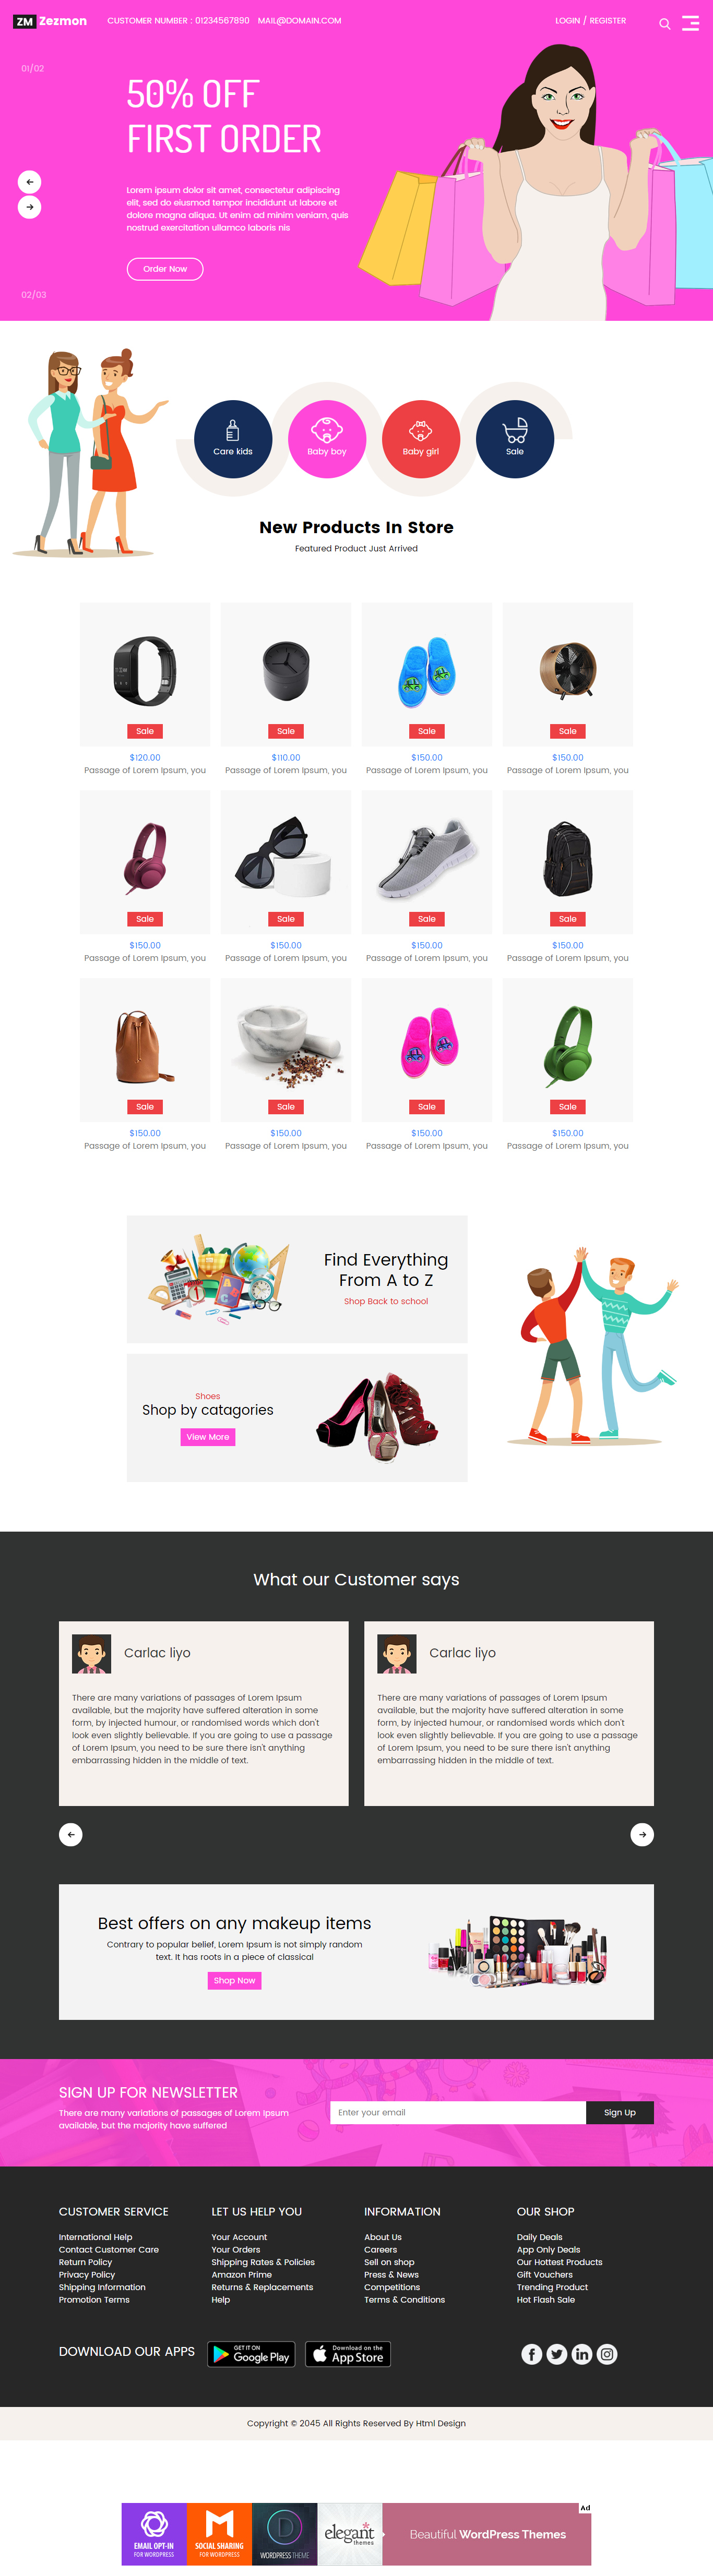 ZM Zezmon
CUSTOMER NUMBER : 01234567890 MAIL@DOMAIN.COM
LOGIN / REGISTER
01/02
50% OFF
FIRST ORDER
Lorem ipsum dolor sit amet, consectetur adipiscing
elit, sed do eiusmod tempor incididunt ut labore et
dolore magna aliqua. Ut enim ad minim veniam, quis
nostrud exercitation ullamco laboris nis
Order Now
02/03
Care kids
Baby boy
Baby girl
Sale
New Products In Store
Featured Product Just Arrived
Sale
Sale
Sale
Sale
$120.00
$110.00
$150.00
$150.00
Passage of Lorem Ipsum, you
Passage of Lorem Ipsum, you
Passage of Lorem Ipsum, you
Passage of Lorem Ipsum, you
Sale
Sale
Sale
Sale
$150.00
$150.00
$150.00
$150.00
Passage of Lorem Ipsum, you
Passage of Lorem Ipsum, you
Passage of Lorem Ipsum, you
Passage of Lorem Ipsum, you
Sale
Sale
Sale
Sale
$150.00
$150.00
$150.00
$150.00
Passage of Lorem Ipsum, you
Passage of Lorem Ipsum, you
Passage of Lorem Ipsum, you
Passage of Lorem Ipsum, you
Find Everything
From A to Z
Shop Back to school
Shoes
Shop by catagories
View More
What our Customer says
Carlac liyo
There are many variations of passages of Lorem Ipsum
available, but the majority have suffered alteration in some
form, by injected humour, or randomised words which don't
look even slightly believable. If you are going to use a passage
of Lorem Ipsum, you need to be sure there isn't anything
embarrassing hidden in the middle of text.
Carlac liyo
There are many variations of passages of Lorem Ipsum
available, but the majority have suffered alteration in some
form, by injected humour, or randomised words which don't
look even slightly believable. If you are going to use a passage
of Lorem Ipsum, you need to be sure there isn't anything
embarrassing hidden in the middle of text.
Best offers on any makeup items
Contrary to popular belief, Lorem Ipsum is not simply random
text. It has roots in a piece of classical
Shop Now
SIGN UP FOR NEWSLETTER
There are many variations of passages of Lorem Ipsum
available, but the majority have suffered
Enter your email
Sign Up
CUSTOMER SERVICE
International Help
Contact Customer Care
Return Policy
Privacy Policy
Shipping Information
Promotion Terms
LET US HELP YOU
Your Account
Your Orders
Shipping Rates & Policies
Amazon Prime
Returns & Replacements
Help
INFORMATION
About Us
Careers
Sell on shop
Press & News
Competitions
Terms & Conditions
OUR SHOP
Daily Deals
App Only Deals
Our Hottest Products
Gift Vouchers
Trending Product
Hot Flash Sale
DOWNLOAD OUR APPS
GET IT ON
Google Play
Download on the
App Store
Copyright © 2045 All Rights Reserved By Html Design
Ad
EMAIL OPT-IN
FOR WORDPRESS
SOCIAL SHARING
FOR WORDPRESS
D
WORDPRESS THEME
elegant
themes
Beautiful WordPress Themes